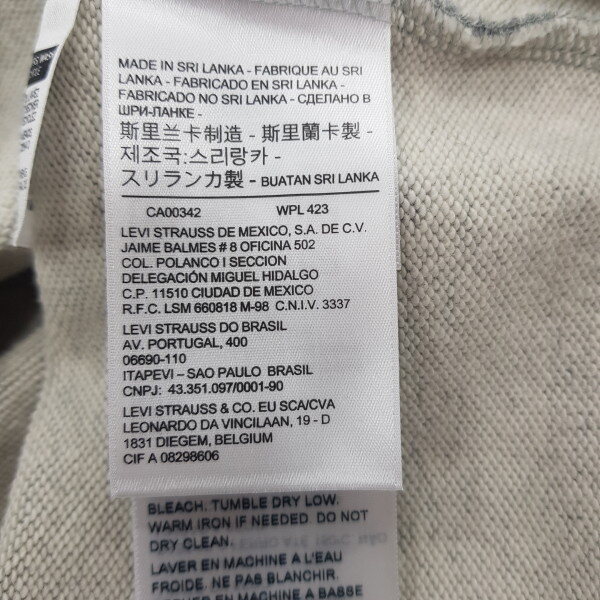 MADE IN SRI LANKA - FABRIQUE AU SRI
LANKA - FABRICADO EN SRI LANKA -
FABRICADO NO SRI LANKA - СДЕЛАНО В
ШРИ-ЛАНКЕ -
斯里兰卡制造 - 斯里蘭卡製 -
제조국:스리랑카 -
スリランカ製 - BUATAN SRI LANKA
CA00342 WPL 423
LEVI STRAUSS DE MEXICO, S.A. DE C.V.
JAIME BALMES # 8 OFICINA 502
COL. POLANCO I SECCION
DELEGACIÓN MIGUEL HIDALGO
C.P. 11510 CIUDAD DE MEXICO
R.F.C. LSM 660818 M-98 C.N.I.V. 3337
LEVI STRAUSS DO BRASIL
AV. PORTUGAL, 400
06690-110
ITAPEVI – SAO PAULO BRASIL
CNPJ: 43.351.097/0001-90
LEVI STRAUSS & CO. EU SCA/CVA
LEONARDO DA VINCILAAN, 19 - D
1831 DIEGEM, BELGIUM
CIF A 08298606
BLEACH. TUMBLE DRY LOW.
WARM IRON IF NEEDED. DO NOT
DRY CLEAN.
LAVER EN MACHINE A L'EAU
FROIDE. NE PAS BLANCHIR.
EN MACHINE A BASSE